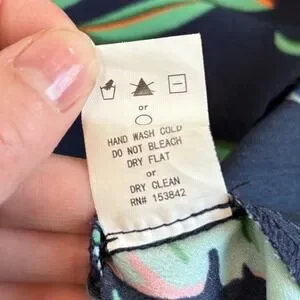 or
HAND WASH COLD
DO NOT BLEACH
DRY FLAT
or
DRY CLEAN
RN# 153842